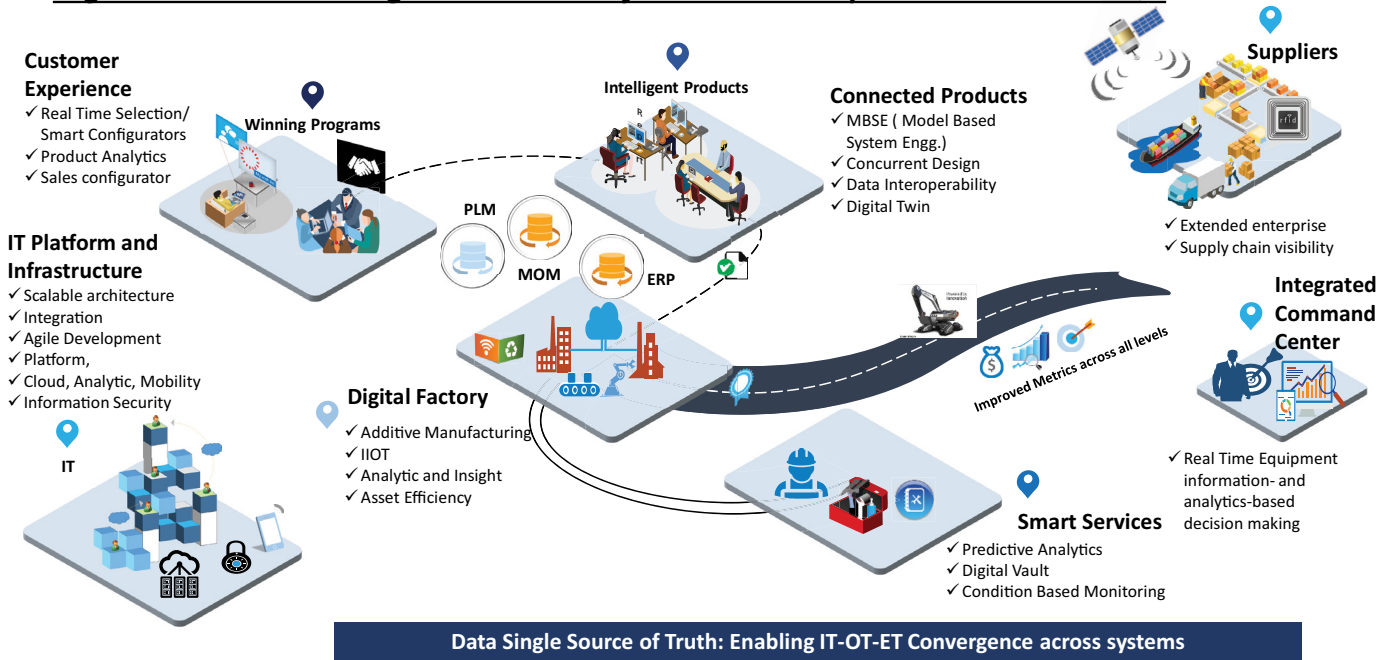 Customer
Experience
✓ Real Time Selection/
Smart Configurators
✓ Product Analytics
✓ Sales configurator
Winning Programs
Intelligent Products
R
e
Connected Products
✓ MBSE ( Model Based
System Engg.)
✓ Concurrent Design
✓ Data Interoperability
✓ Digital Twin
Suppliers
rfid
✓ Extended enterprise
✓ Supply chain visibility
IT Platform and
Infrastructure
✓ Scalable architecture
✓ Integration
✓ Agile Development
✓ Platform,
✓ Cloud, Analytic, Mobility
✓ Information Security
IT
PLM
MOM
ERP
Digital Factory
✓ Additive Manufacturing
✓ IIOT
✓ Analytic and Insight
✓ Asset Efficiency
Powered by
Innovation
Improved Metrics across all levels
Integrated
Command
Center
✓ Real Time Equipment
information- and
analytics-based
decision making
Smart Services
✓ Predictive Analytics
✓ Digital Vault
✓ Condition Based Monitoring
Data Single Source of Truth: Enabling IT-OT-ET Convergence across systems